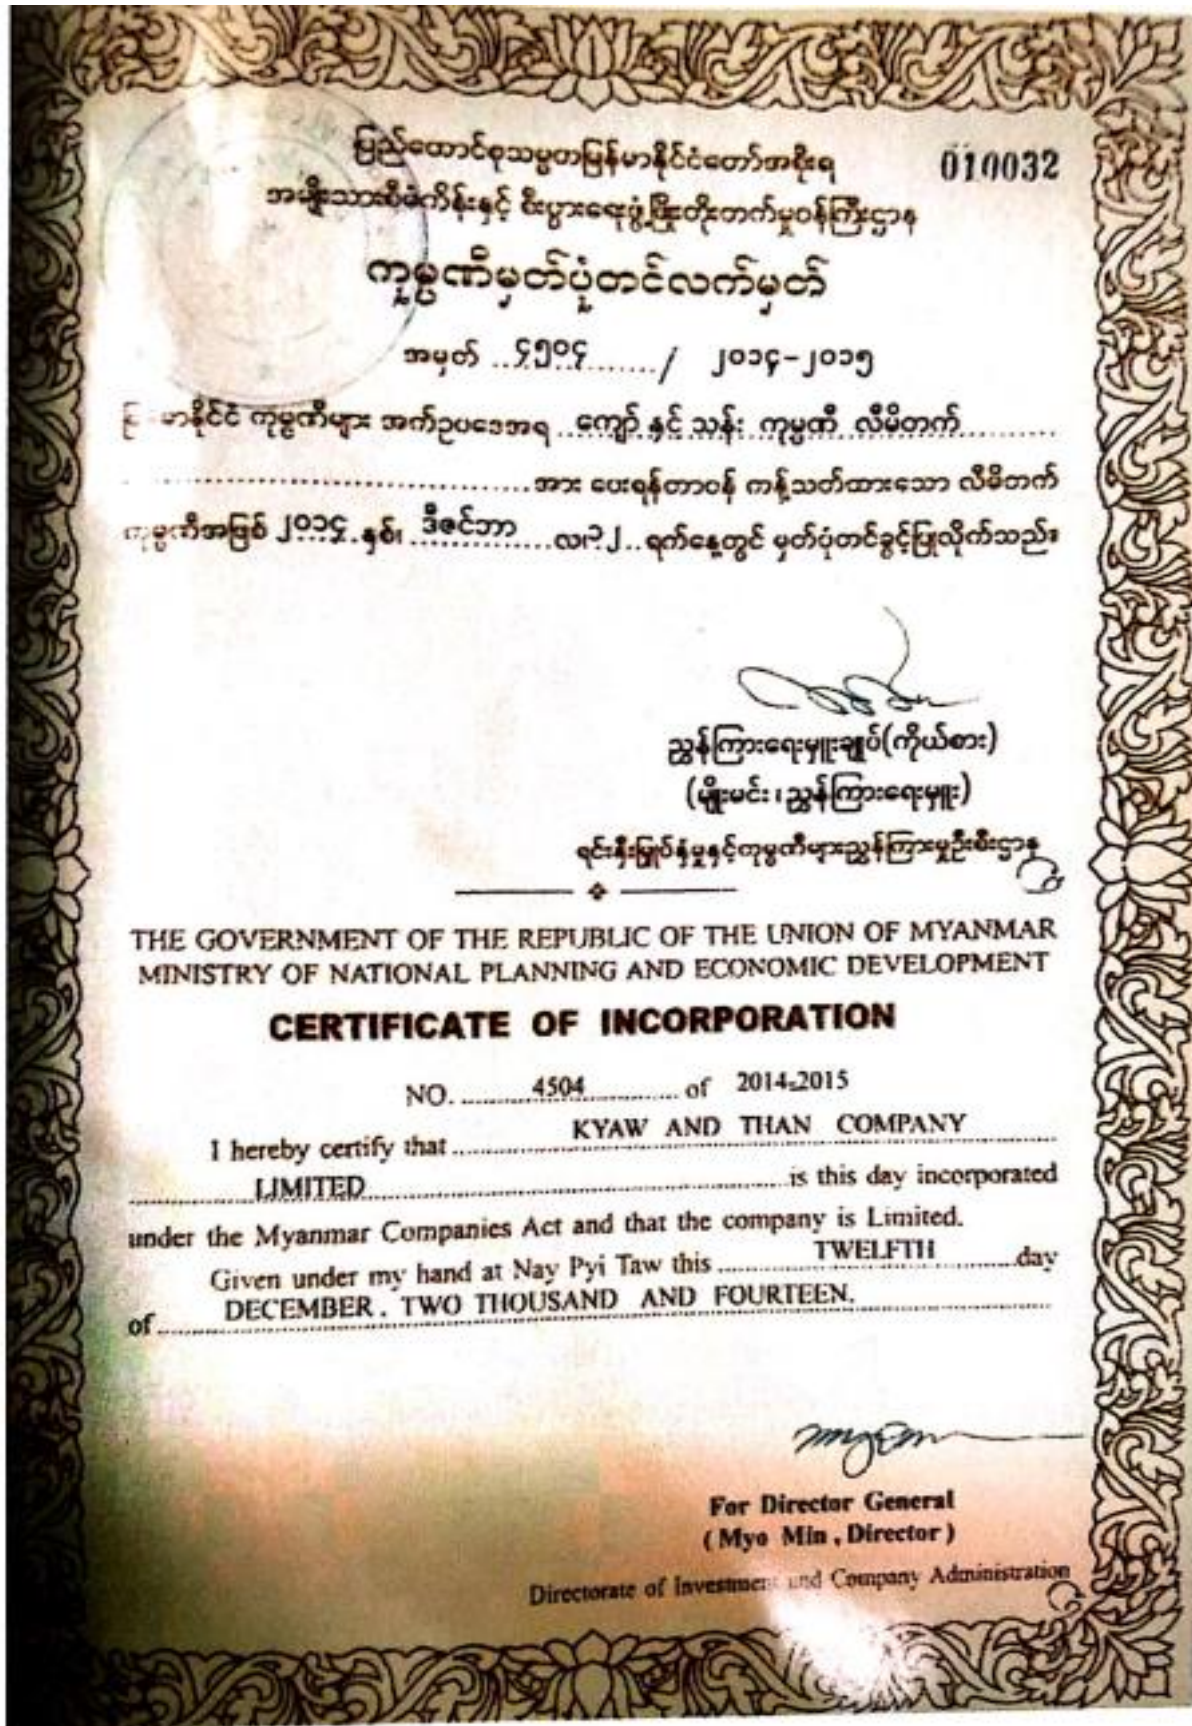 ပြည်ထောင်စုသမ္မတမြန်မာနိုင်ငံတော်အစိုးရ
010032
အမျိုးသားစီမံကိန်းနှင့် စီးပွားရေးဖွံ့ဖြိုးတိုးတက်မှုဝန်ကြီးဌာန
ကုမ္ပဏီမှတ်ပုံတင်လက်မှတ်
အမှတ် ..၄၅၀၄......./ ၂၀၁၄-၂၀၁၅
မြန်မာနိုင်ငံ ကုမ္ပဏီများ အက်ဥပဒေအရ ..ကျော် နှင့် သန်း ကုမ္ပဏီ လီမိတက်.........
..............................အား ပေးရန်တာဝန် ကန့်သတ်ထားသော လီမိတက်
ကုမ္ပဏီအဖြစ် ၂၀၁၄ နှစ်၊ ..ဒီဇင်ဘာ... လ၊ ၁၂.. ရက်နေ့တွင် မှတ်ပုံတင်ခွင့်ပြုလိုက်သည်။
ညွှန်ကြားရေးမှူးချုပ်(ကိုယ်စား)
(မျိုးမင်း၊ညွှန်ကြားရေးမှူး)
ရင်းနှီးမြှုပ်နှံမှုနှင့်ကုမ္ပဏီများညွှန်ကြားမှုဦးစီးဌာန
THE GOVERNMENT OF THE REPUBLIC OF THE UNION OF MYANMAR
MINISTRY OF NATIONAL PLANNING AND ECONOMIC DEVELOPMENT
CERTIFICATE OF INCORPORATION
NO. ........4504.......... of 2014-2015
I hereby certify that ..........KYAW AND THAN COMPANY
..........LIMITED..............................is this day incorporated
under the Myanmar Companies Act and that the company is Limited.
Given under my hand at Nay Pyi Taw this ..........TWELFTH..........day
of ......DECEMBER. TWO THOUSAND AND FOURTEEN.
For Director General
( Myo Min , Director )
Directorate of Investment and Company Administration